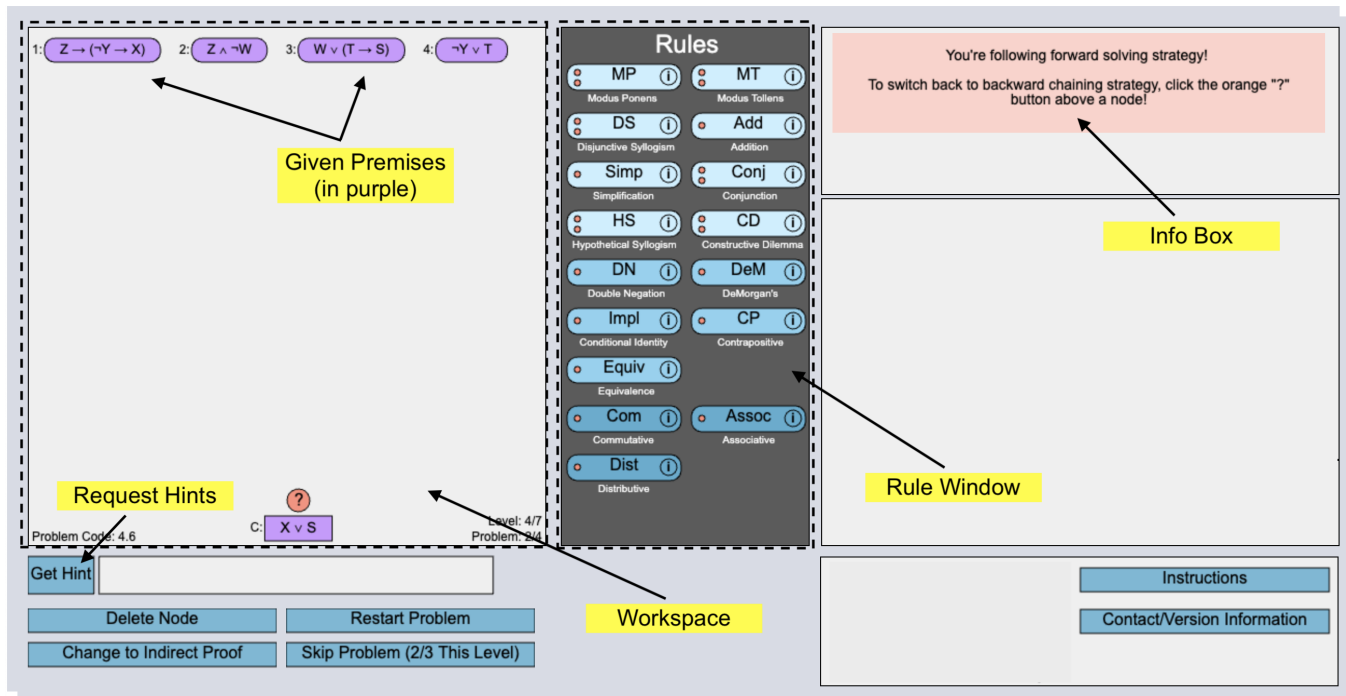 1: Z → (¬Y → X) 2: Z ∧ ¬W 3: W ∨ (T → S) 4: ¬Y ∨ T
Given Premises
(in purple)
Request Hints
?
C: X ∨ S
Problem Code: 4.6
Level: 4/7
Problem: 2/4
Get Hint
Delete Node
Restart Problem
Change to Indirect Proof
Skip Problem (2/3 This Level)
Workspace
Rules
MP i MT i
Modus Ponens Modus Tollens
DS i Add i
Disjunctive Syllogism Addition
Simp i Conj i
Simplification Conjunction
HS i CD i
Hypothetical Syllogism Constructive Dilemma
DN i DeM i
Double Negation DeMorgan's
Impl i CP i
Conditional Identity Contrapositive
Equiv i
Equivalence
Com i Assoc i
Commutative Associative
Dist i
Distributive
You're following forward solving strategy!
To switch back to backward chaining strategy, click the orange "?"
button above a node!
Info Box
Rule Window
Instructions
Contact/Version Information